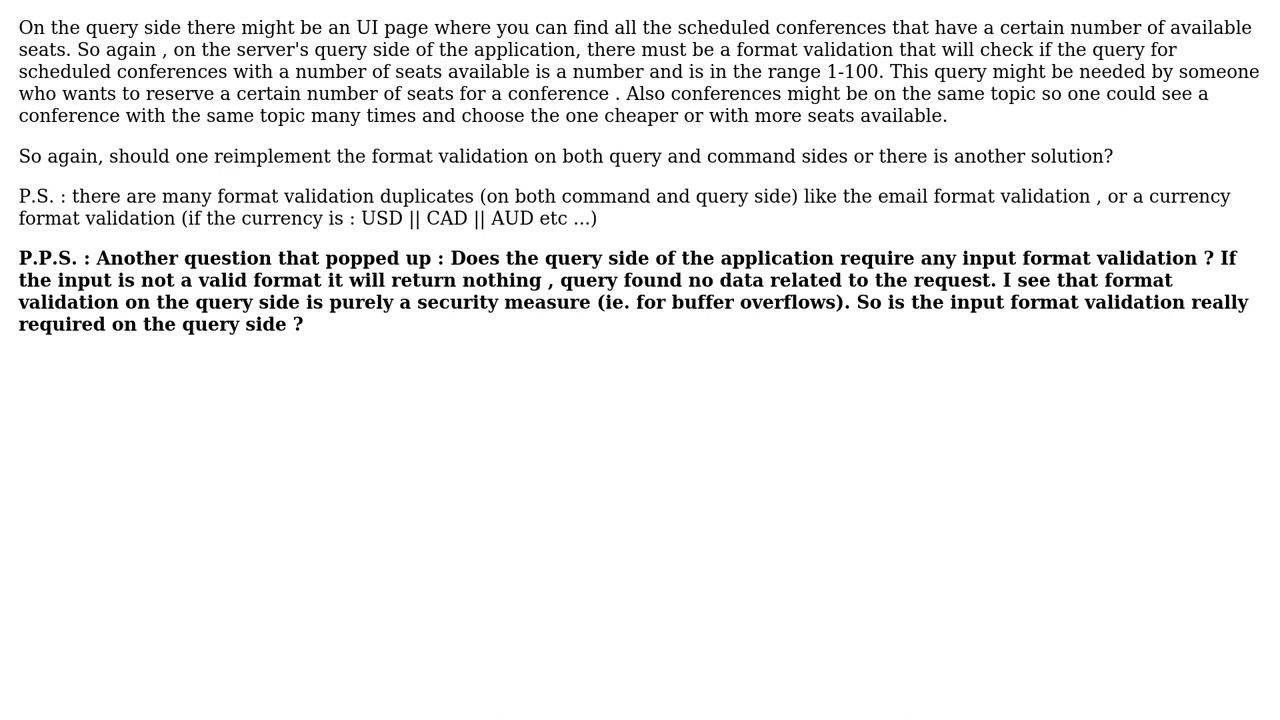 On the query side there might be an UI page where you can find all the scheduled conferences that have a certain number of available
seats. So again , on the server's query side of the application, there must be a format validation that will check if the query for
scheduled conferences with a number of seats available is a number and is in the range 1-100. This query might be needed by someone
who wants to reserve a certain number of seats for a conference . Also conferences might be on the same topic so one could see a
conference with the same topic many times and choose the one cheaper or with more seats available.
So again, should one reimplement the format validation on both query and command sides or there is another solution?
P.S. : there are many format validation duplicates (on both command and query side) like the email format validation , or a currency
format validation (if the currency is : USD || CAD || AUD etc ...)
P.P.S. : Another question that popped up : Does the query side of the application require any input format validation ? If
the input is not a valid format it will return nothing , query found no data related to the request. I see that format
validation on the query side is purely a security measure (ie. for buffer overflows). So is the input format validation really
required on the query side ?